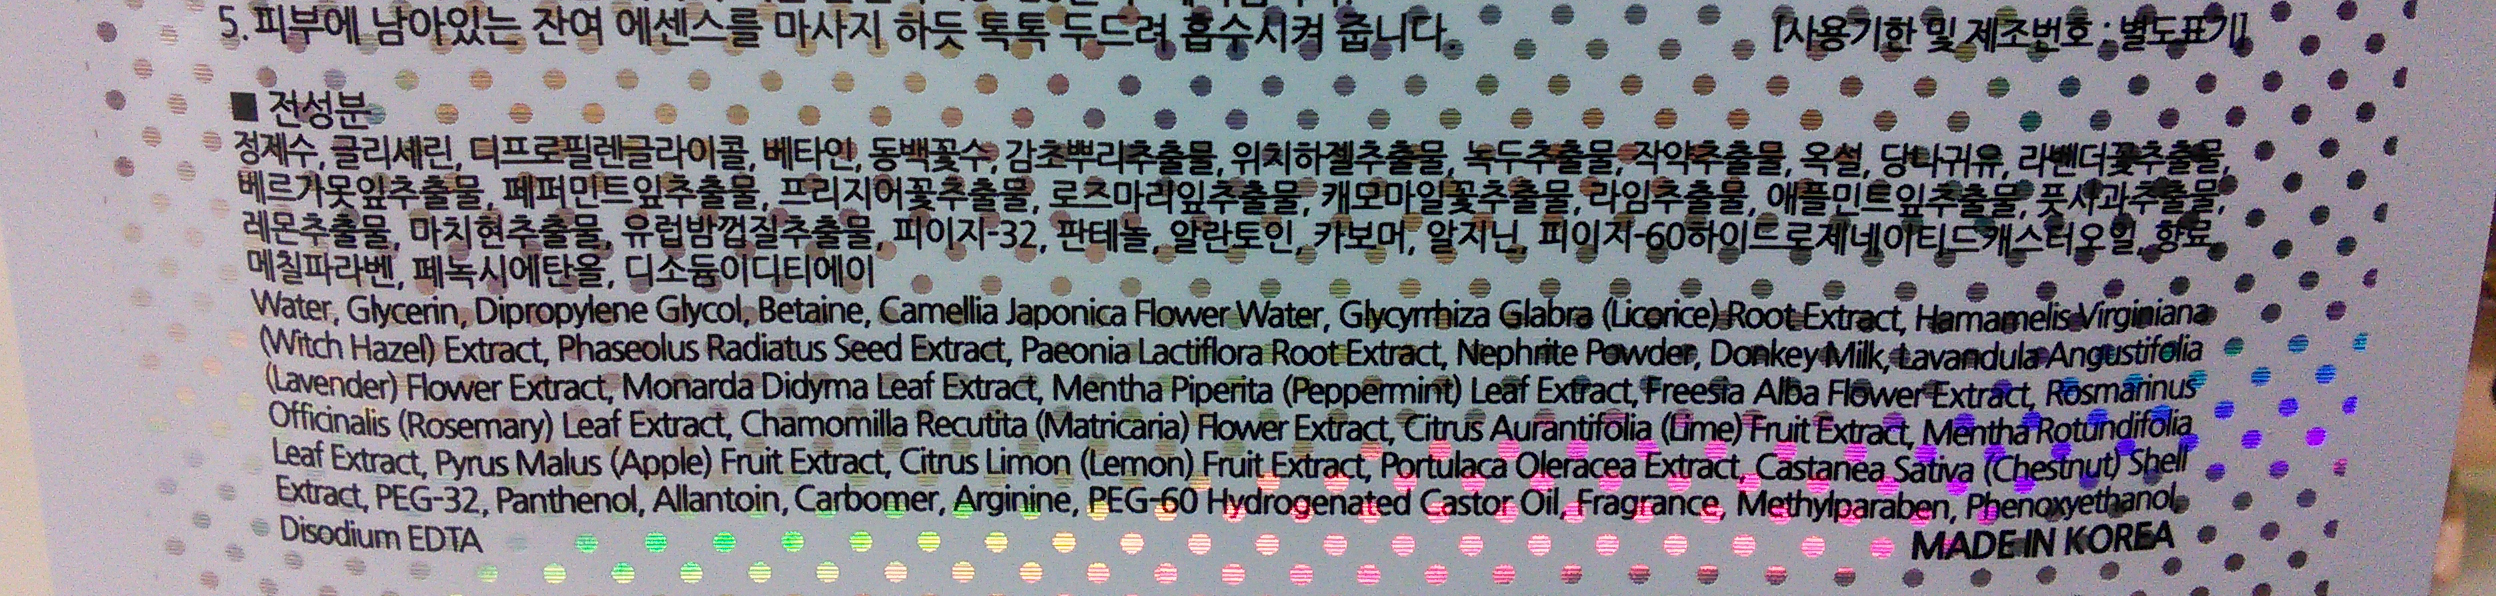 5. 피부에 남아있는 잔여 에센스를 마사지 하듯 톡톡 두드려 흡수시켜 줍니다.
[사용기한 및 제조번호 : 별도표기]
■ 전성분
정제수, 글리세린, 디프로필렌글라이콜, 베타인, 동백꽃수, 감초뿌리추출물, 위치하젤추출물, 녹두추출물, 작약추출물, 옥설, 당나귀유, 라벤더꽃추출물,
베르가못잎추출물, 페퍼민트잎추출물, 프리지어꽃추출물, 로즈마리잎추출물, 캐모마일꽃추출물, 라임추출물, 애플민트잎추출물, 풋사과추출물,
레몬추출물, 마치현추출물, 유럽밤껍질추출물, 피이지-32, 판테놀, 알란토인, 카보머, 알지닌, 피이지-60하이드로제네이티드캐스터오일, 향료,
메칠파라벤, 페녹시에탄올, 디소듐이디티에이
Water, Glycerin, Dipropylene Glycol, Betaine, Camellia Japonica Flower Water, Glycyrrhiza Glabra (Licorice) Root Extract, Hamamelis Virginiana
(Witch Hazel) Extract, Phaseolus Radiatus Seed Extract, Paeonia Lactiflora Root Extract, Nephrite Powder, Donkey Milk, Lavandula Angustifolia
(Lavender) Flower Extract, Monarda Didyma Leaf Extract, Mentha Piperita (Peppermint) Leaf Extract, Freesia Alba Flower Extract, Rosmarinus
Officinalis (Rosemary) Leaf Extract, Chamomilla Recutita (Matricaria) Flower Extract, Citrus Aurantifolia (Lime) Fruit Extract, Mentha Rotundifolia
Leaf Extract, Pyrus Malus (Apple) Fruit Extract, Citrus Limon (Lemon) Fruit Extract, Portulaca Oleracea Extract, Castanea Sativa (Chestnut) Shell
Extract, PEG-32, Panthenol, Allantoin, Carbomer, Arginine, PEG-60 Hydrogenated Castor Oil, Fragrance, Methylparaben, Phenoxyethanol,
Disodium EDTA
MADE IN KOREA